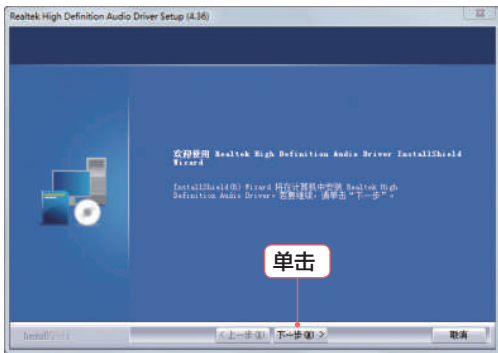 Realtek High Definition Audio Driver Setup (4.36)
欢迎使用 Realtek High Definition Audio Driver InstallShield
Wizard
InstallShield(R) Wizard 将在计算机中安装 Realtek High
Definition Audio Driver。若要继续，请单击“下一步”。
单击
InstallShield
<上一步(B) 下一步(N) > 取消